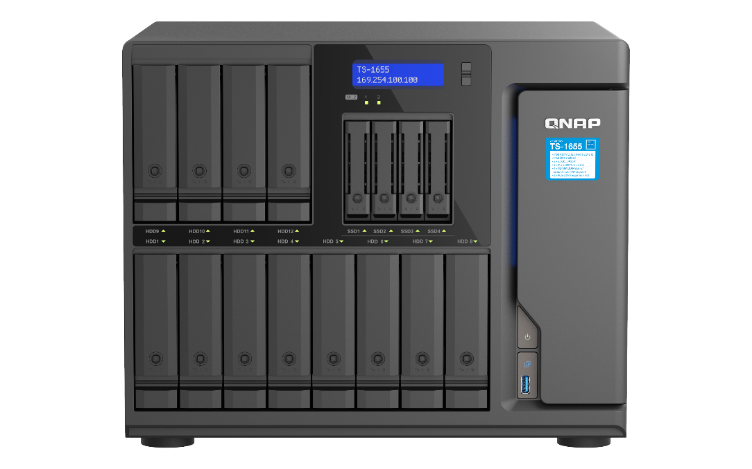 TS-1655
169.254.100.100
QNAP
TS-1655
HDD9 HDD10 HDD11 HDD12 SSD1 SSD2 SSD3 SSD4
HDD1 HDD 2 HDD 3 HDD 4 HDD 5 HDD 6 HDD 7 HDD 8